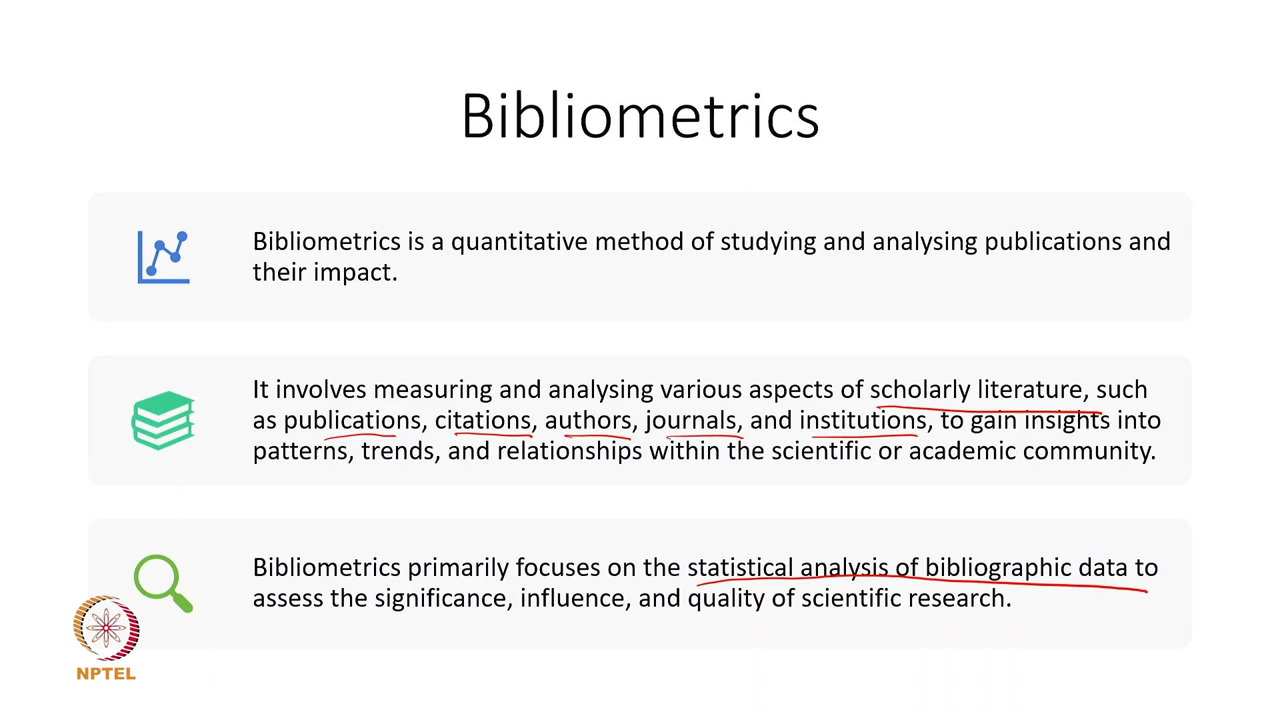 Bibliometrics
Bibliometrics is a quantitative method of studying and analysing publications and
their impact.
It involves measuring and analysing various aspects of scholarly literature, such
as publications, citations, authors, journals, and institutions, to gain insights into
patterns, trends, and relationships within the scientific or academic community.
Bibliometrics primarily focuses on the statistical analysis of bibliographic data to
assess the significance, influence, and quality of scientific research.
NPTEL